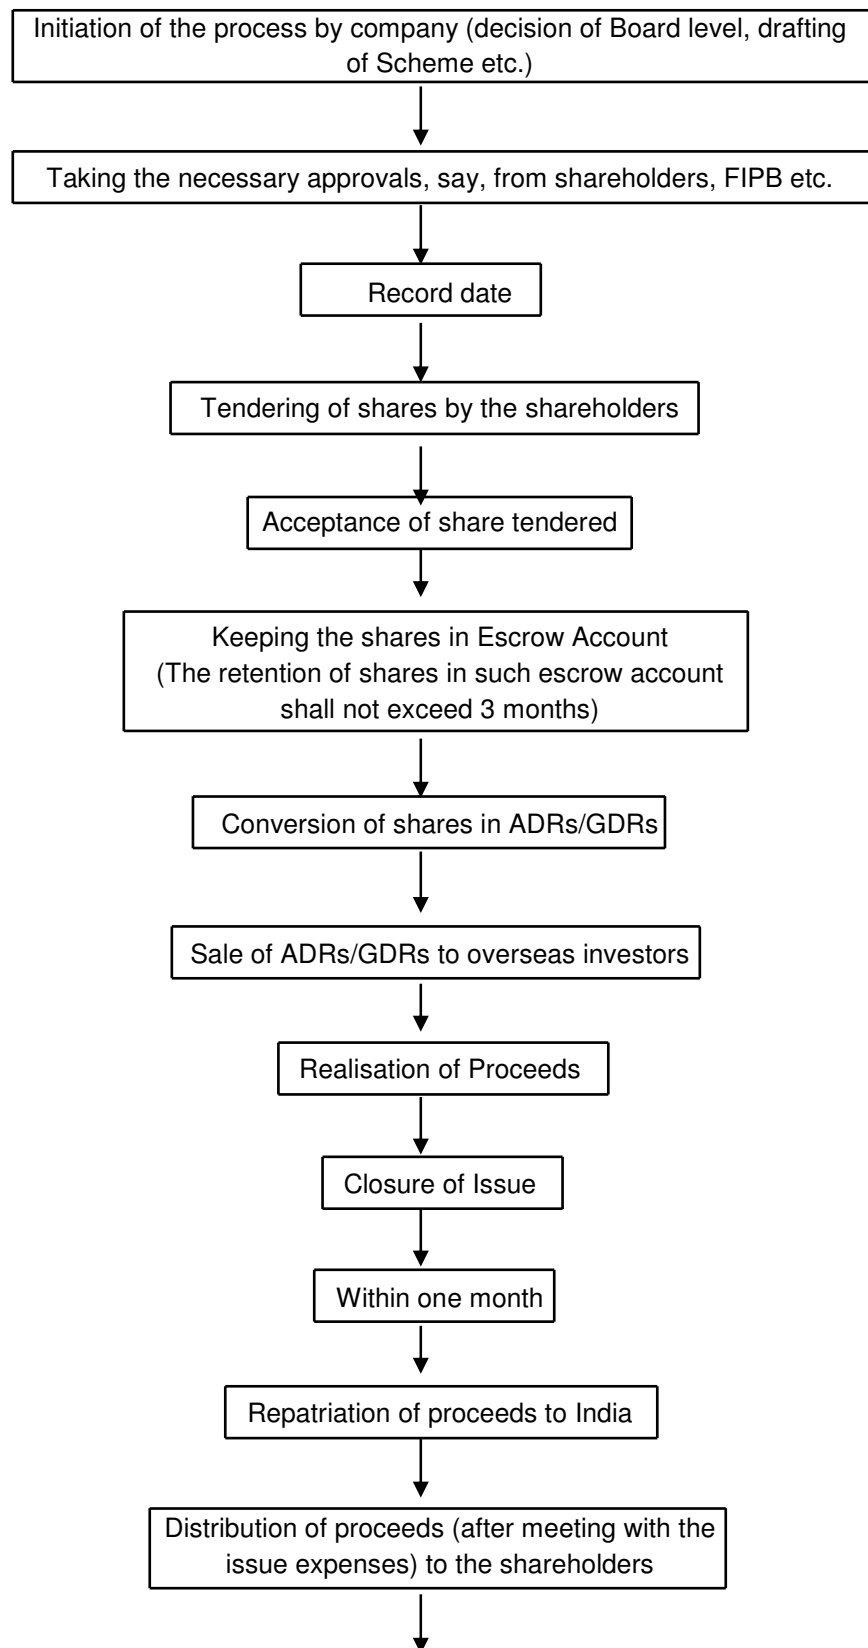 Initiation of the process by company (decision of Board level, drafting
of Scheme etc.)
Taking the necessary approvals, say, from shareholders, FIPB etc.
Record date
Tendering of shares by the shareholders
Acceptance of share tendered
Keeping the shares in Escrow Account
(The retention of shares in such escrow account
shall not exceed 3 months)
Conversion of shares in ADRs/GDRs
Sale of ADRs/GDRs to overseas investors
Realisation of Proceeds
Closure of Issue
Within one month
Repatriation of proceeds to India
Distribution of proceeds (after meeting with the
issue expenses) to the shareholders